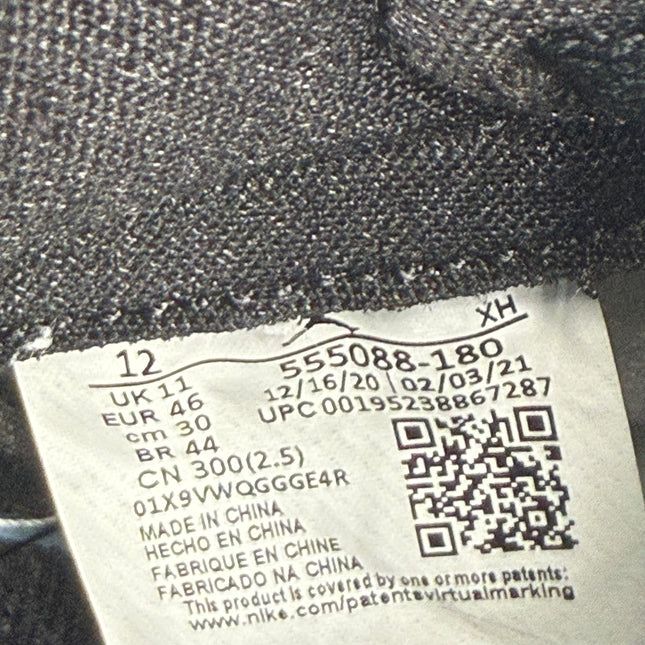 XH
12
555088-180
UK 11
12/16/20 | 02/03/21
EUR 46
UPC 00195238867287
cm 30
BR 44
CN 300(2.5)
01X9VWQGGGE4R
MADE IN CHINA
HECHO EN CHINA
FABRIQUE EN CHINE
FABRICADO NA CHINA
This product is covered by one or more patents:
www.nike.com/patentsvirtualmarking